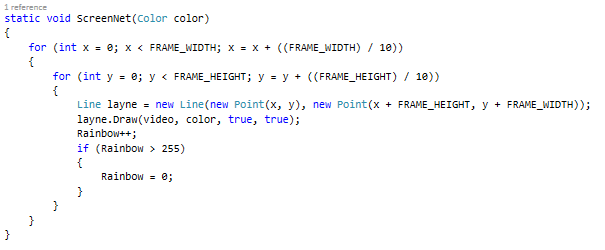 1 reference
static void ScreenNet(Color color)
{
    for (int x = 0; x < FRAME_WIDTH; x = x + ((FRAME_WIDTH) / 10))
    {
        for (int y = 0; y < FRAME_HEIGHT; y = y + ((FRAME_HEIGHT) / 10))
        {
            Line layne = new Line(new Point(x, y), new Point(x + FRAME_HEIGHT, y + FRAME_WIDTH));
            layne.Draw(video, color, true, true);
            Rainbow++;
            if (Rainbow > 255)
            {
                Rainbow = 0;
            }
        }
    }
}